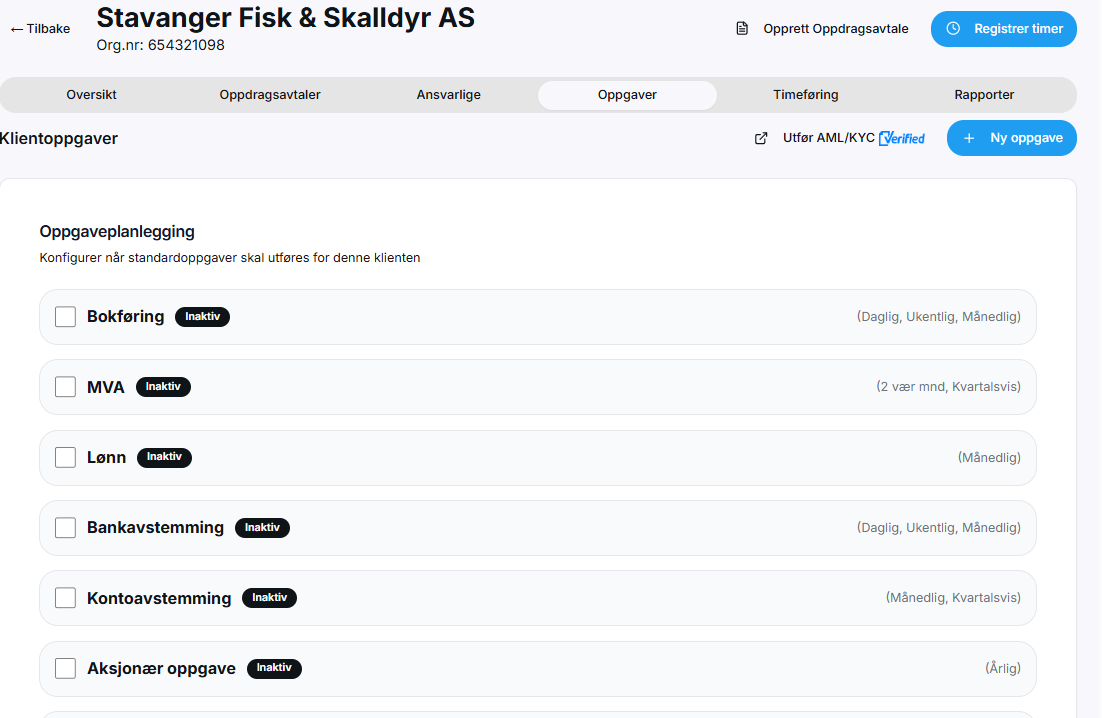 Tilbake
Stavanger Fisk & Skalldyr AS
Org.nr: 654321098
Opprett Oppdragsavtale
Registrer timer
Oversikt
Oppdragsavtaler
Ansvarlige
Oppgaver
Timeføring
Rapporter
Klientoppgaver
Utfør AML/KYC Verified
+ Ny oppgave
Oppgaveplanlegging
Konfigurer når standardoppgaver skal utføres for denne klienten
Bokføring Inaktiv (Daglig, Ukentlig, Månedlig)
MVA Inaktiv (2 vær mnd, Kvartalsvis)
Lønn Inaktiv (Månedlig)
Bankavstemming Inaktiv (Daglig, Ukentlig, Månedlig)
Kontoavstemming Inaktiv (Månedlig, Kvartalsvis)
Aksjonær oppgave Inaktiv (Årlig)